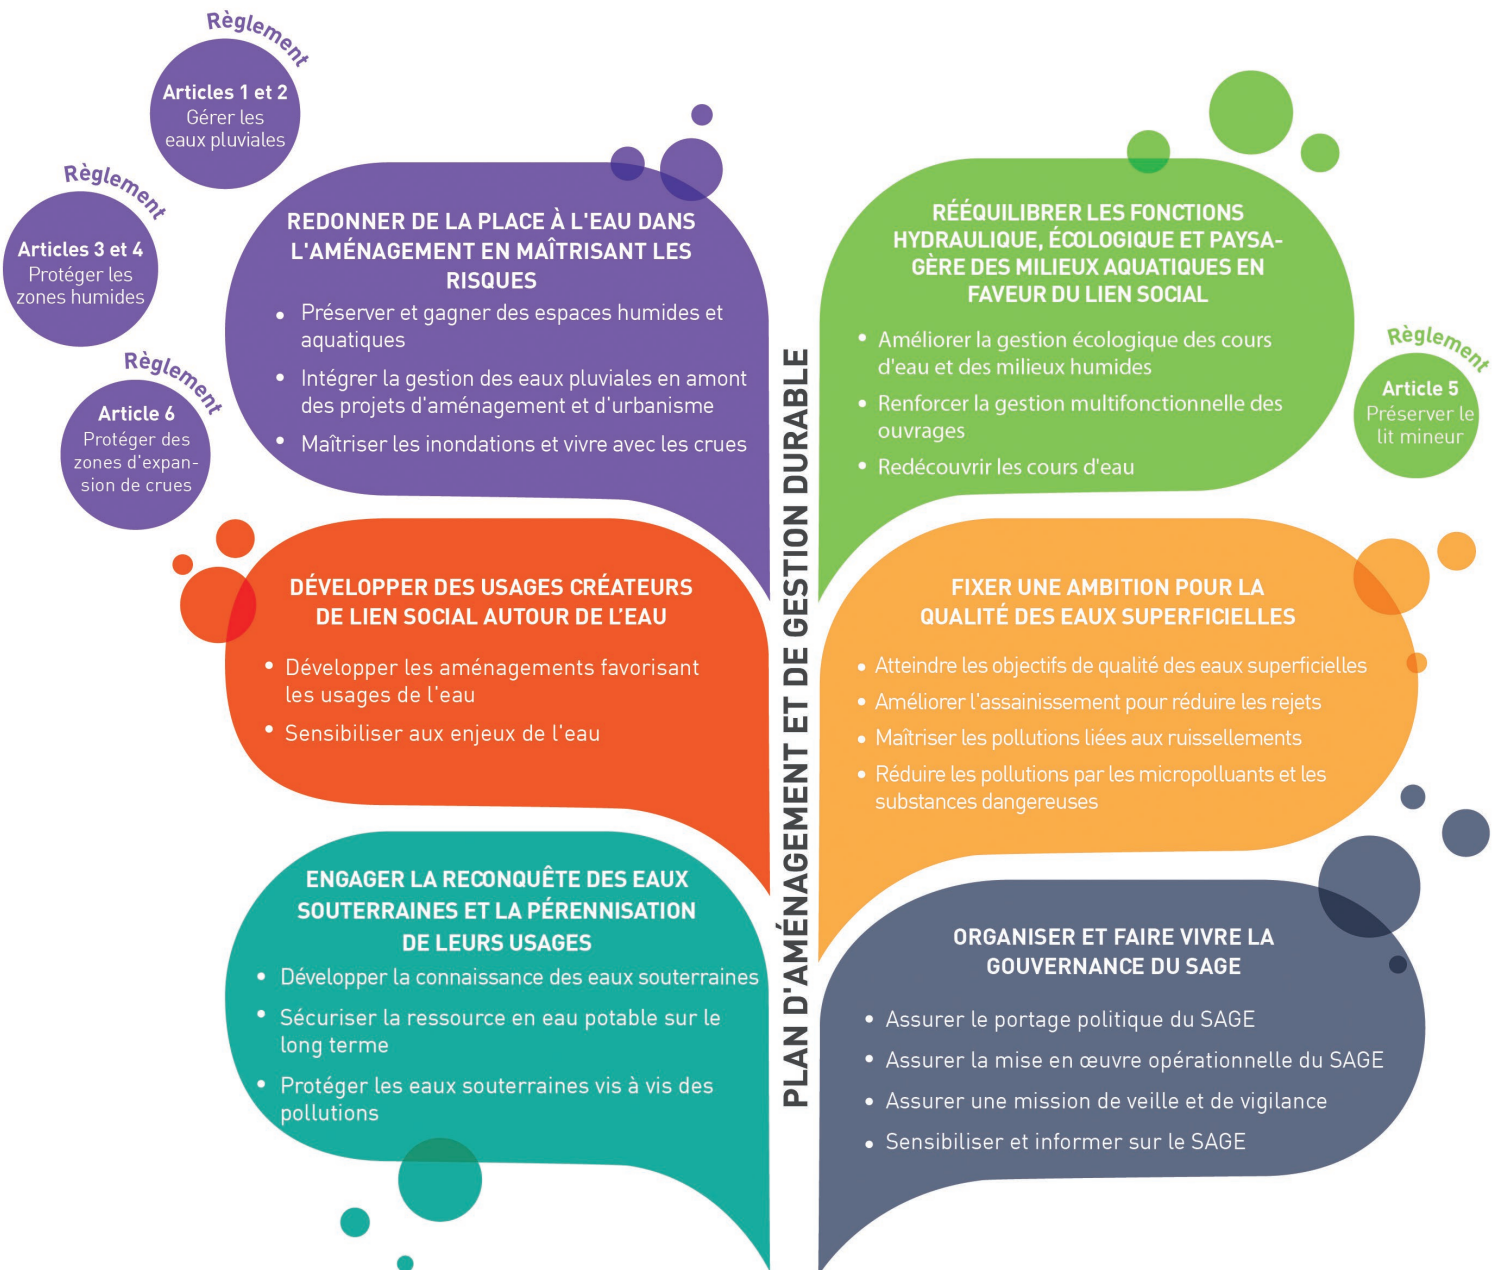 Règlement
Articles 1 et 2
Gérer les
eaux pluviales
Règlement
Articles 3 et 4
Protéger les
zones humides
Règlement
Article 6
Protéger des
zones d'expan-
sion de crues
REDONNER DE LA PLACE À L'EAU DANS
L'AMÉNAGEMENT EN MAÎTRISANT LES
RISQUES
• Préserver et gagner des espaces humides et
aquatiques
• Intégrer la gestion des eaux pluviales en amont
des projets d'aménagement et d'urbanisme
• Maîtriser les inondations et vivre avec les crues
DÉVELOPPER DES USAGES CRÉATEURS
DE LIEN SOCIAL AUTOUR DE L’EAU
• Développer les aménagements favorisant
les usages de l'eau
• Sensibiliser aux enjeux de l'eau
ENGAGER LA RECONQUÊTE DES EAUX
SOUTERRAINES ET LA PÉRENNISATION
DE LEURS USAGES
• Développer la connaissance des eaux souterraines
• Sécuriser la ressource en eau potable sur le
long terme
• Protéger les eaux souterraines vis à vis des
pollutions
PLAN D'AMÉNAGEMENT ET DE GESTION DURABLE
RÉÉQUILIBRER LES FONCTIONS
HYDRAULIQUE, ÉCOLOGIQUE ET PAYSA-
GÈRE DES MILIEUX AQUATIQUES EN
FAVEUR DU LIEN SOCIAL
• Améliorer la gestion écologique des cours
d'eau et des milieux humides
• Renforcer la gestion multifonctionnelle des
ouvrages
• Redécouvrir les cours d'eau
Règlement
Article 5
Préserver le
lit mineur
FIXER UNE AMBITION POUR LA
QUALITÉ DES EAUX SUPERFICIELLES
• Atteindre les objectifs de qualité des eaux superficielles
• Améliorer l'assainissement pour réduire les rejets
• Maîtriser les pollutions liées aux ruissellements
• Réduire les pollutions par les micropolluants et les
substances dangereuses
ORGANISER ET FAIRE VIVRE LA
GOUVERNANCE DU SAGE
• Assurer le portage politique du SAGE
• Assurer la mise en œuvre opérationnelle du SAGE
• Assurer une mission de veille et de vigilance
• Sensibiliser et informer sur le SAGE